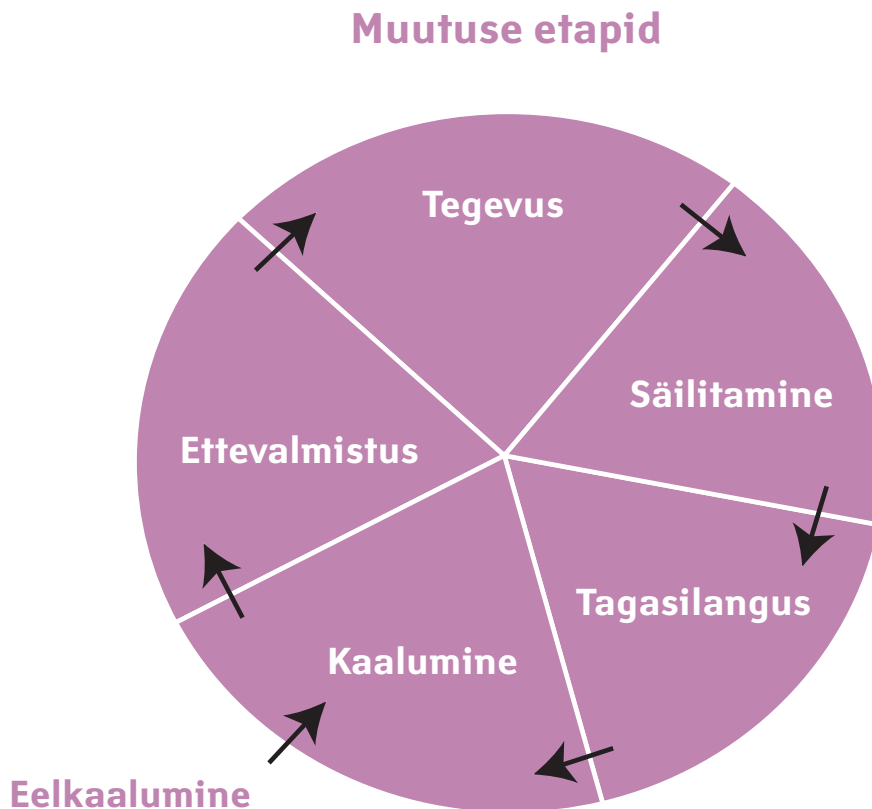 Muutuse etapid
Tegevus
Säilitamine
Ettevalmistus
Tagasilangus
Kaalumine
Eelkaalumine